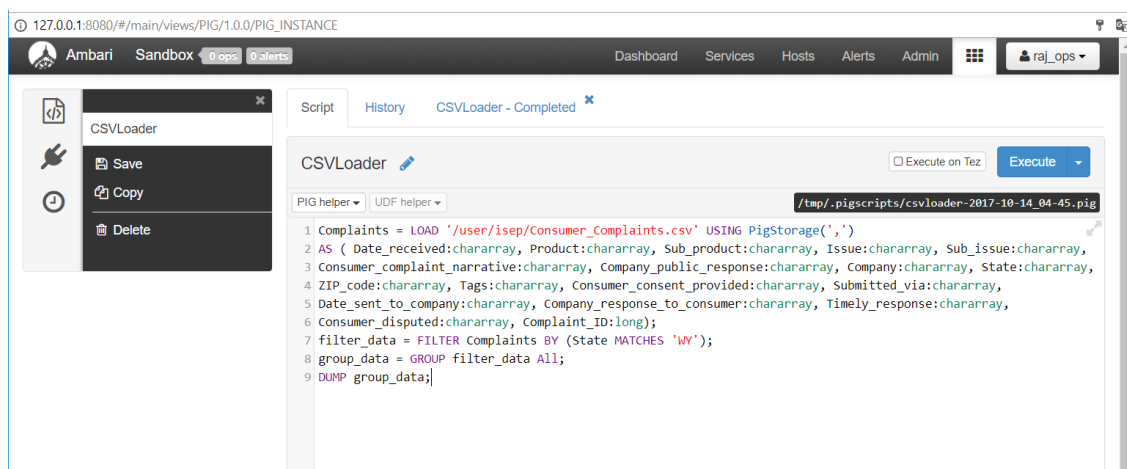 127.0.0.1:8080/#/main/views/PIG/1.0.0/PIG_INSTANCE
Ambari Sandbox 0 ops 0 alerts Dashboard Services Hosts Alerts Admin raj_ops
CSVLoader
Save
Copy
Delete
Script History CSVLoader - Completed
CSVLoader Execute on Tez Execute
PIG helper UDF helper /tmp/.pigscripts/csvloader-2017-10-14_04-45.pig
1 Complaints = LOAD '/user/isep/Consumer_Complaints.csv' USING PigStorage(',')
2 AS ( Date_received:chararray, Product:chararray, Sub_product:chararray, Issue:chararray, Sub_issue:chararray,
3 Consumer_complaint_narrative:chararray, Company_public_response:chararray, Company:chararray, State:chararray,
4 ZIP_code:chararray, Tags:chararray, Consumer_consent_provided:chararray, Submitted_via:chararray,
5 Date_sent_to_company:chararray, Company_response_to_consumer:chararray, Timely_response:chararray,
6 Consumer_disputed:chararray, Complaint_ID:long);
7 filter_data = FILTER Complaints BY (State MATCHES 'WY');
8 group_data = GROUP filter_data All;
9 DUMP group_data;